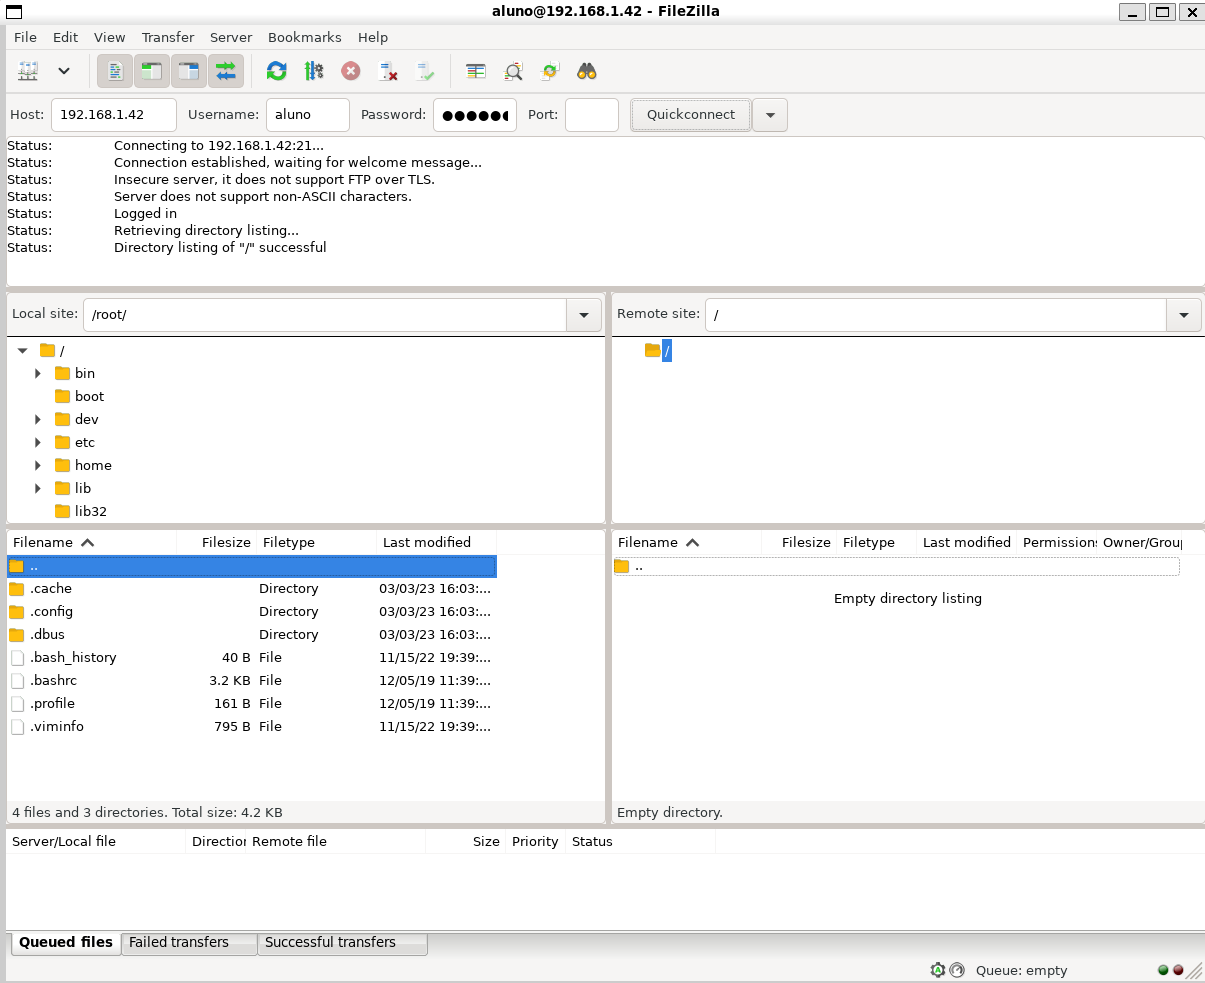 aluno@192.168.1.42 - FileZilla
File Edit View Transfer Server Bookmarks Help
Host: 192.168.1.42 Username: aluno Password: ●●●●●● Port: Quickconnect
Status: Connecting to 192.168.1.42:21...
Status: Connection established, waiting for welcome message...
Status: Insecure server, it does not support FTP over TLS.
Status: Server does not support non-ASCII characters.
Status: Logged in
Status: Retrieving directory listing...
Status: Directory listing of "/" successful
Local site: /root/
/
bin
boot
dev
etc
home
lib
lib32
Remote site: /
/
Filename Filesize Filetype Last modified
..
.cache Directory 03/03/23 16:03:...
.config Directory 03/03/23 16:03:...
.dbus Directory 03/03/23 16:03:...
.bash_history 40 B File 11/15/22 19:39:...
.bashrc 3.2 KB File 12/05/19 11:39:...
.profile 161 B File 12/05/19 11:39:...
.viminfo 795 B File 11/15/22 19:39:...
4 files and 3 directories. Total size: 4.2 KB
Filename Filesize Filetype Last modified Permissions Owner/Group
..
Empty directory listing
Empty directory.
Server/Local file Direction Remote file Size Priority Status
Queued files Failed transfers Successful transfers
Queue: empty